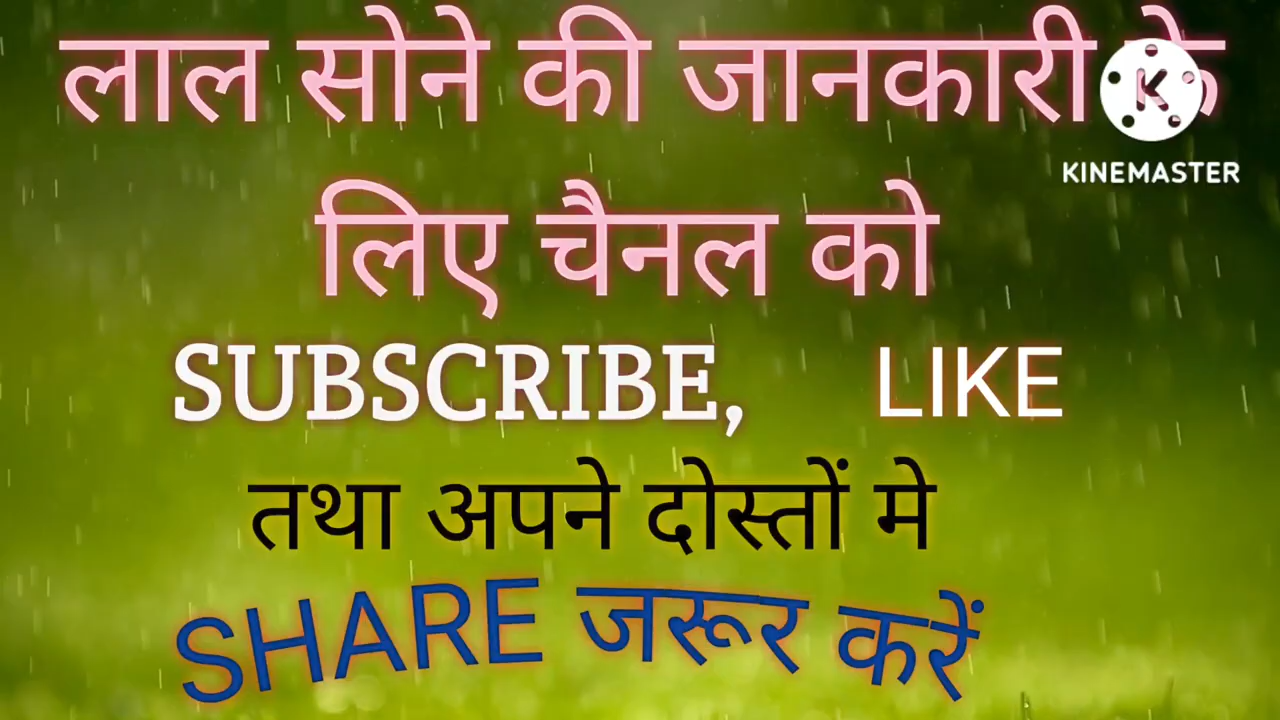 लाल सोने की जानकारी के
KINEMASTER
लिए चैनल को
SUBSCRIBE, LIKE
तथा अपने दोस्तों मे
SHARE जरूर करें